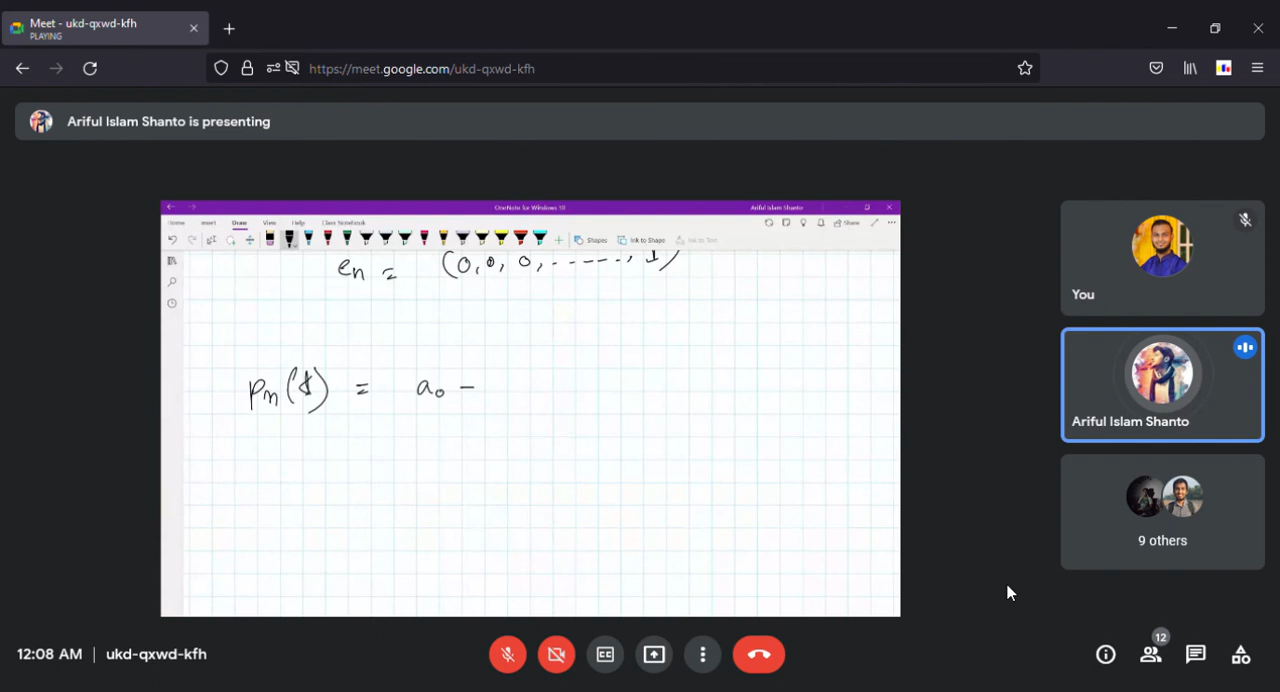 Meet - ukd-qxwd-kfh
PLAYING
https://meet.google.com/ukd-qxwd-kfh
Ariful Islam Shanto is presenting
OneNote for Windows 10
Ariful Islam Shanto
Home Insert Draw View Help Class Notebook
Share
Shapes Ink to Shape Ink to Text
en = (0, 0, 0, ......, 1)
Pn(t) = a0 -
You
Ariful Islam Shanto
9 others
12:08 AM | ukd-qxwd-kfh
12